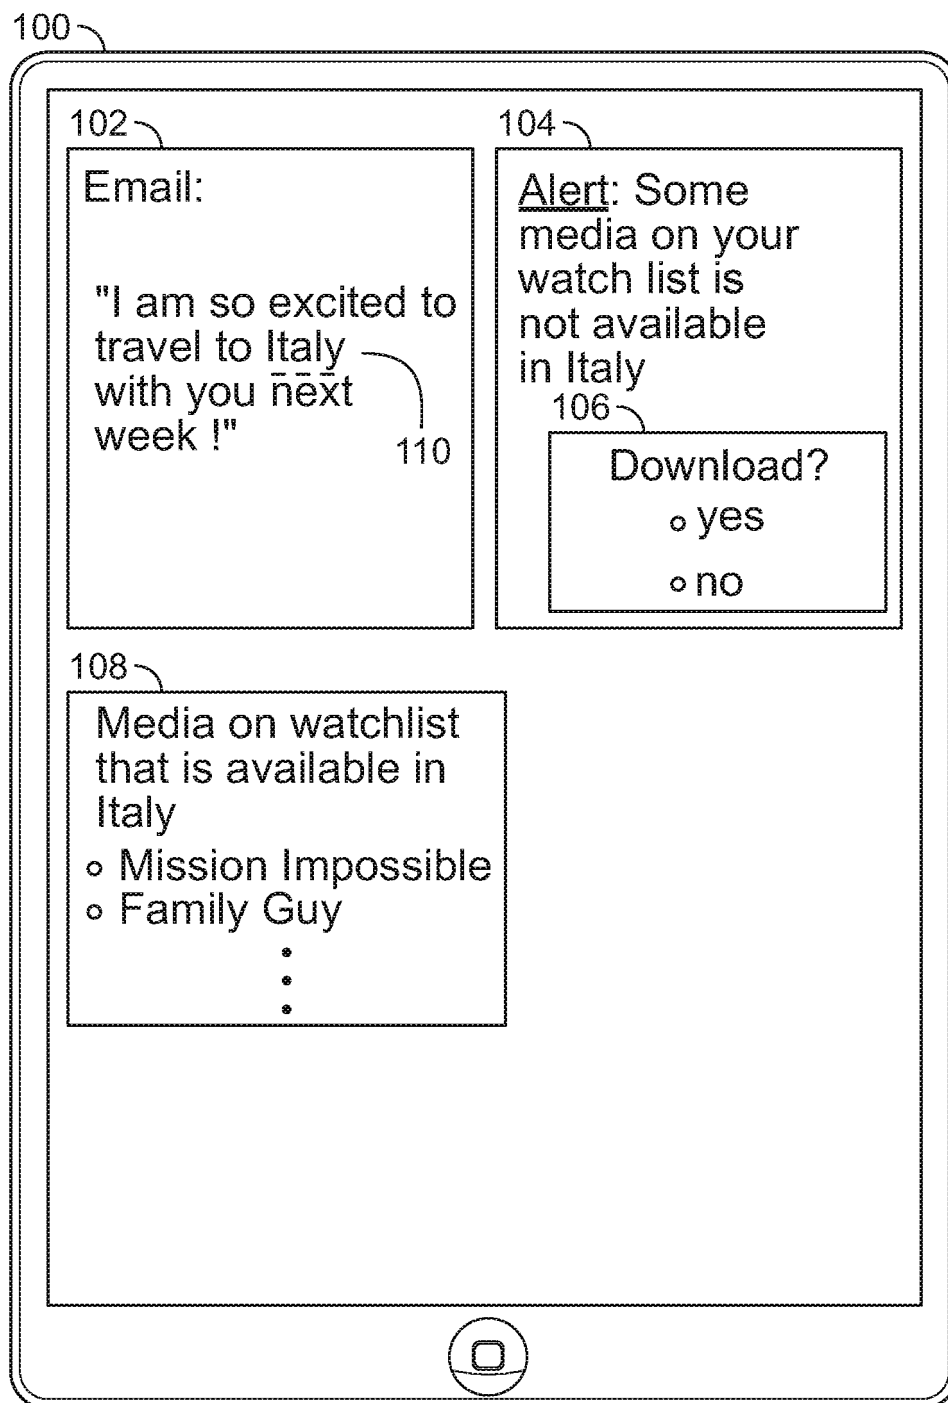 100
102
Email:
"I am so excited to
travel to Italy
with you next
week !"
110
104
Alert: Some
media on your
watch list is
not available
in Italy
106
Download?
yes
no
108
Media on watchlist
that is available in
Italy
Mission Impossible
Family Guy